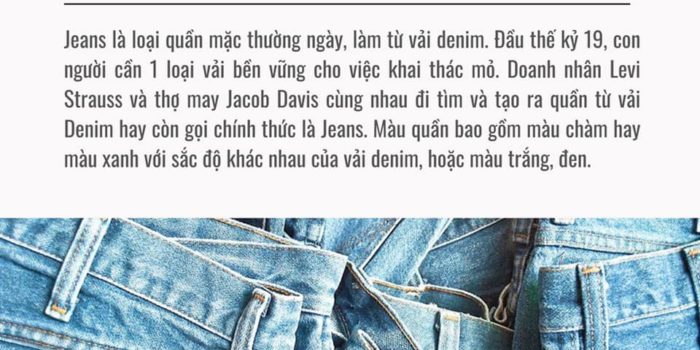 Jeans là loại quần mặc thường ngày, làm từ vải denim. Đầu thế kỷ 19, con
người cần 1 loại vải bền vững cho việc khai thác mỏ. Doanh nhân Levi
Strauss và thợ may Jacob Davis cùng nhau đi tìm và tạo ra quần từ vải
Denim hay còn gọi chính thức là Jeans. Màu quần bao gồm màu chàm hay
màu xanh với sắc độ khác nhau của vải denim, hoặc màu trắng, đen.